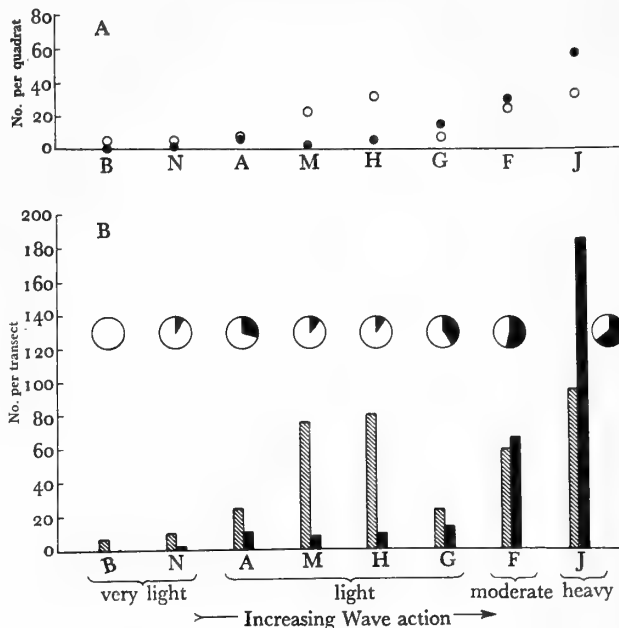 A
No. per quadrat
80
60
40
20
0
B N A M H G F J
B
No. per transect
200
180
160
140
120
100
80
60
40
20
0
B N A M H G F J
very light light moderate heavy
Increasing Wave action